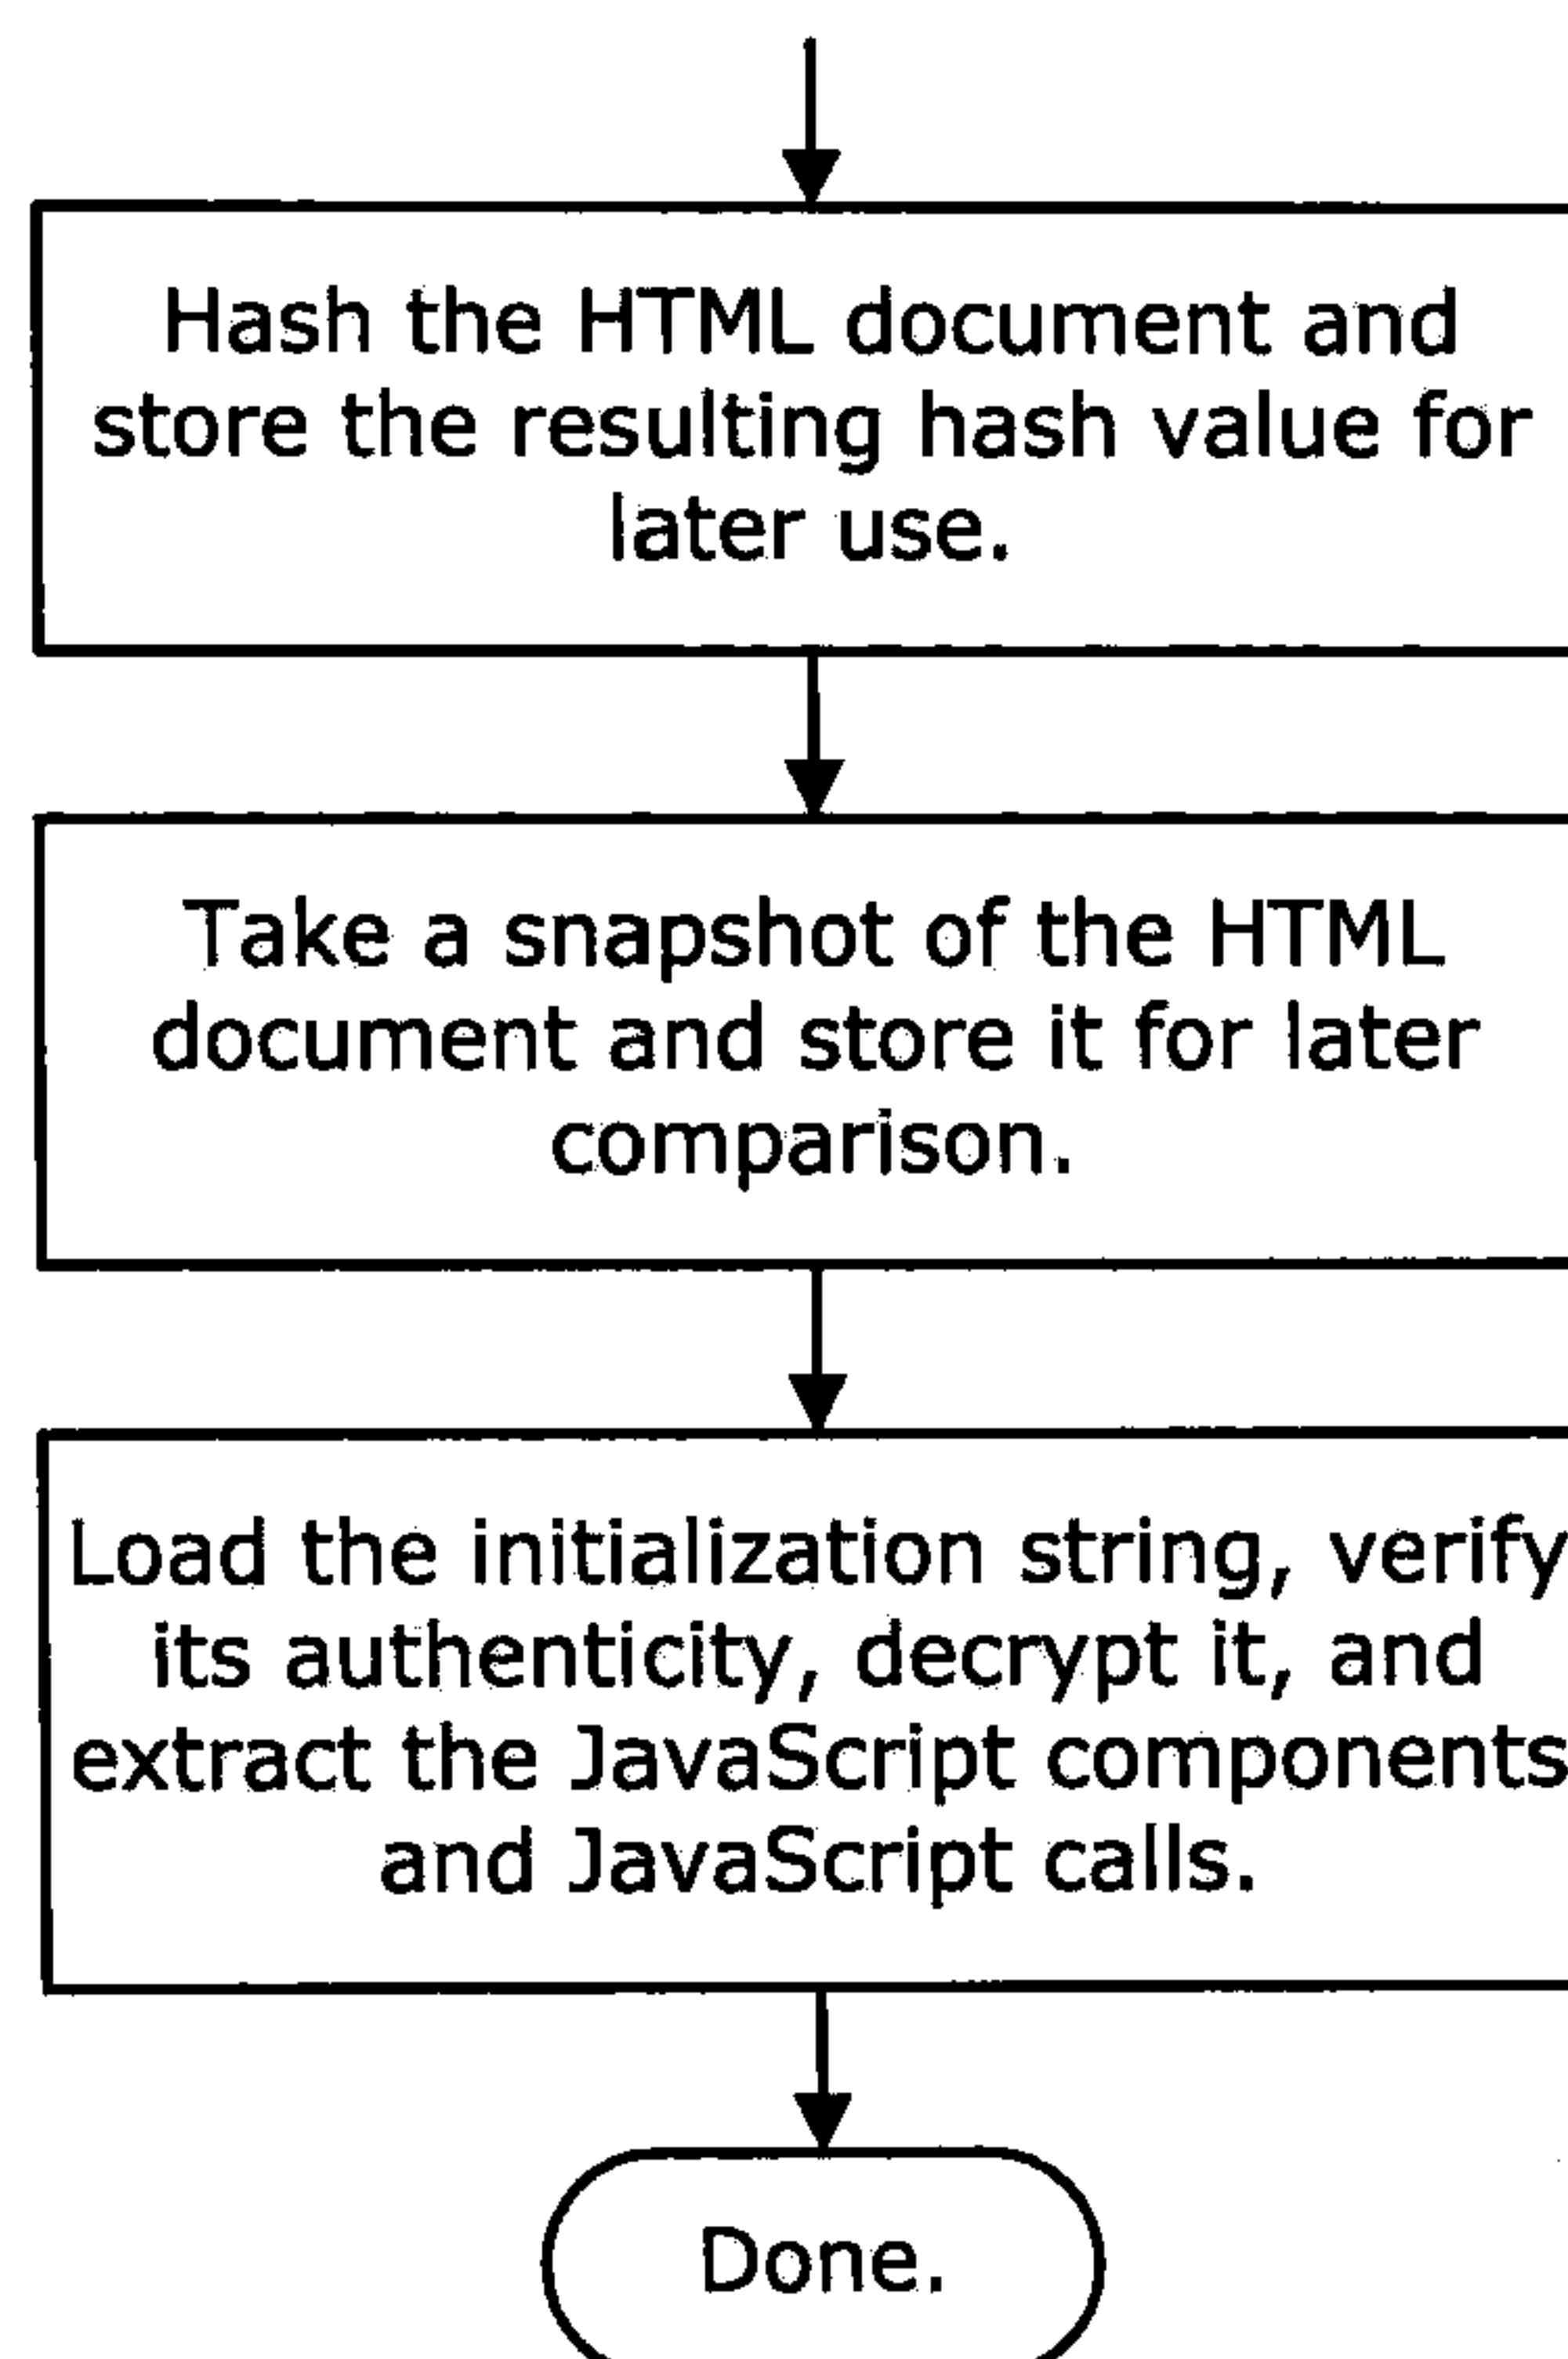 Hash the HTML document and
store the resulting hash value for
later use.
Take a snapshot of the HTML
document and store it for later
comparison.
Load the initialization string, verify
its authenticity, decrypt it, and
extract the JavaScript components
and JavaScript calls.
Done.